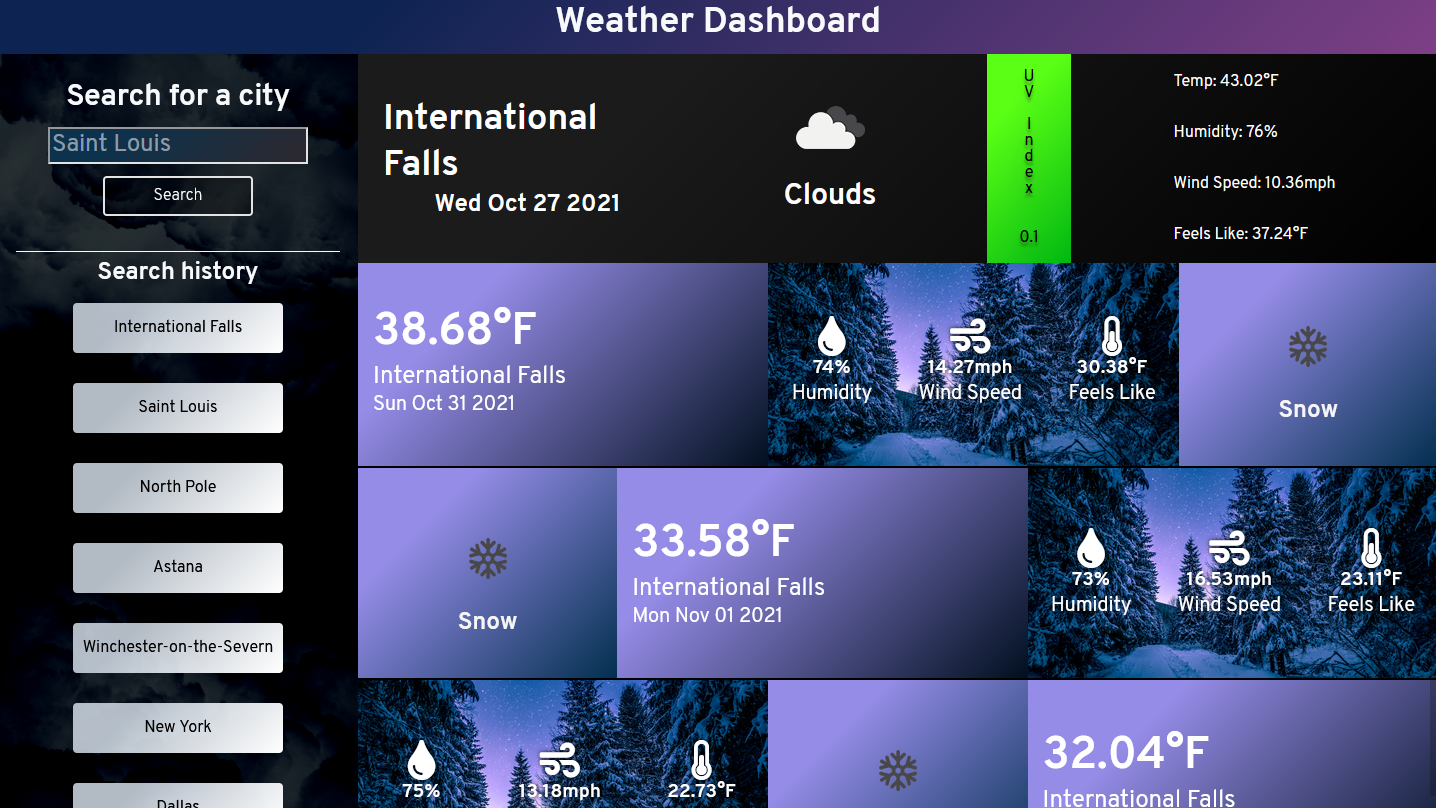 Weather Dashboard
Search for a city
Saint Louis
Search
Search history
International Falls
Saint Louis
North Pole
Astana
Winchester-on-the-Severn
New York
Dallas
International
Falls
Wed Oct 27 2021
Clouds
UV Index
0.1
Temp: 43.02°F
Humidity: 76%
Wind Speed: 10.36mph
Feels Like: 37.24°F
38.68°F
International Falls
Sun Oct 31 2021
74%
Humidity
14.27mph
Wind Speed
30.38°F
Feels Like
Snow
Snow
33.58°F
International Falls
Mon Nov 01 2021
73%
Humidity
16.53mph
Wind Speed
23.11°F
Feels Like
75%
13.18mph
22.73°F
32.04°F
International Falls